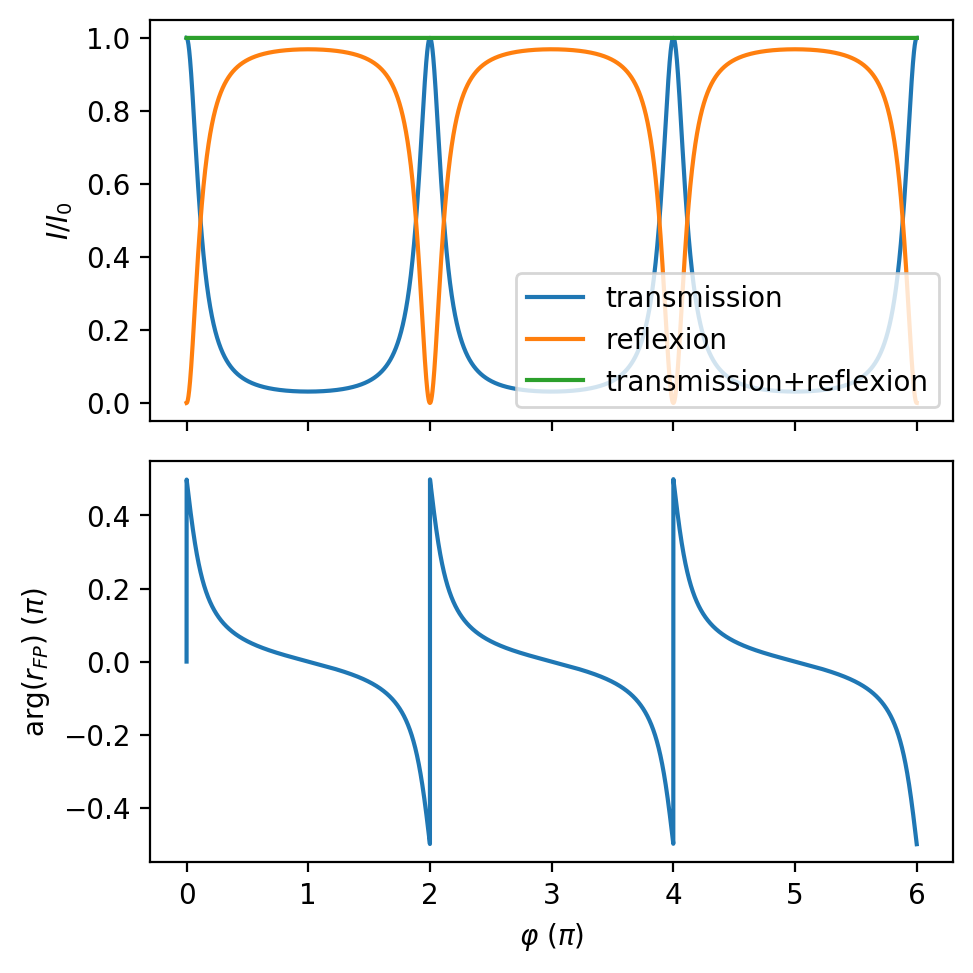 1.0
0.8
0.6
0.4
0.2
0.0
I/I₀
transmission
reflexion
transmission+reflexion
0.4
0.2
0.0
−0.2
−0.4
arg(r_FP) (π)
0 1 2 3 4 5 6
φ (π)